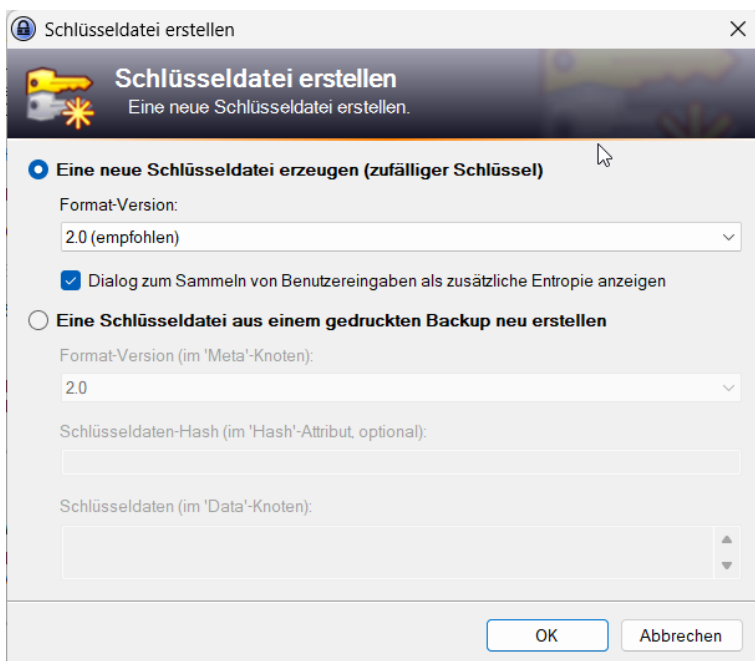 Schlüsseldatei erstellen
Schlüsseldatei erstellen
Eine neue Schlüsseldatei erstellen.
Eine neue Schlüsseldatei erzeugen (zufälliger Schlüssel)
Format-Version:
2.0 (empfohlen)
Dialog zum Sammeln von Benutzereingaben als zusätzliche Entropie anzeigen
Eine Schlüsseldatei aus einem gedruckten Backup neu erstellen
Format-Version (im 'Meta'-Knoten):
2.0
Schlüsseldaten-Hash (im 'Hash'-Attribut, optional):
Schlüsseldaten (im 'Data'-Knoten):
OK Abbrechen